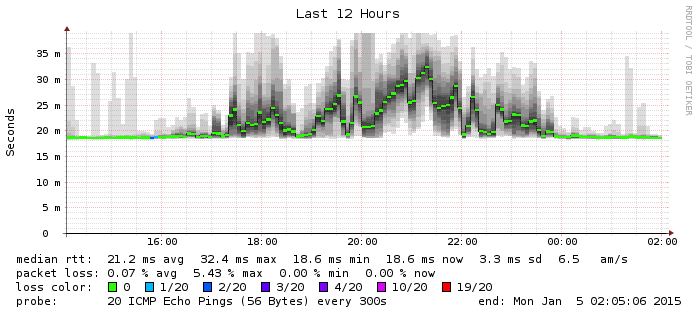 Last 12 Hours
RRDTOOL / TOBI OETIKER
Seconds
35 m
30 m
25 m
20 m
15 m
10 m
5 m
0
16:00 18:00 20:00 22:00 00:00 02:00
median rtt: 21.2 ms avg 32.4 ms max 18.6 ms min 18.6 ms now 3.3 ms sd 6.5 am/s
packet loss: 0.07 % avg 5.43 % max 0.00 % min 0.00 % now
loss color: 0 1/20 2/20 3/20 4/20 10/20 19/20
probe: 20 ICMP Echo Pings (56 Bytes) every 300s end: Mon Jan 5 02:05:06 2015